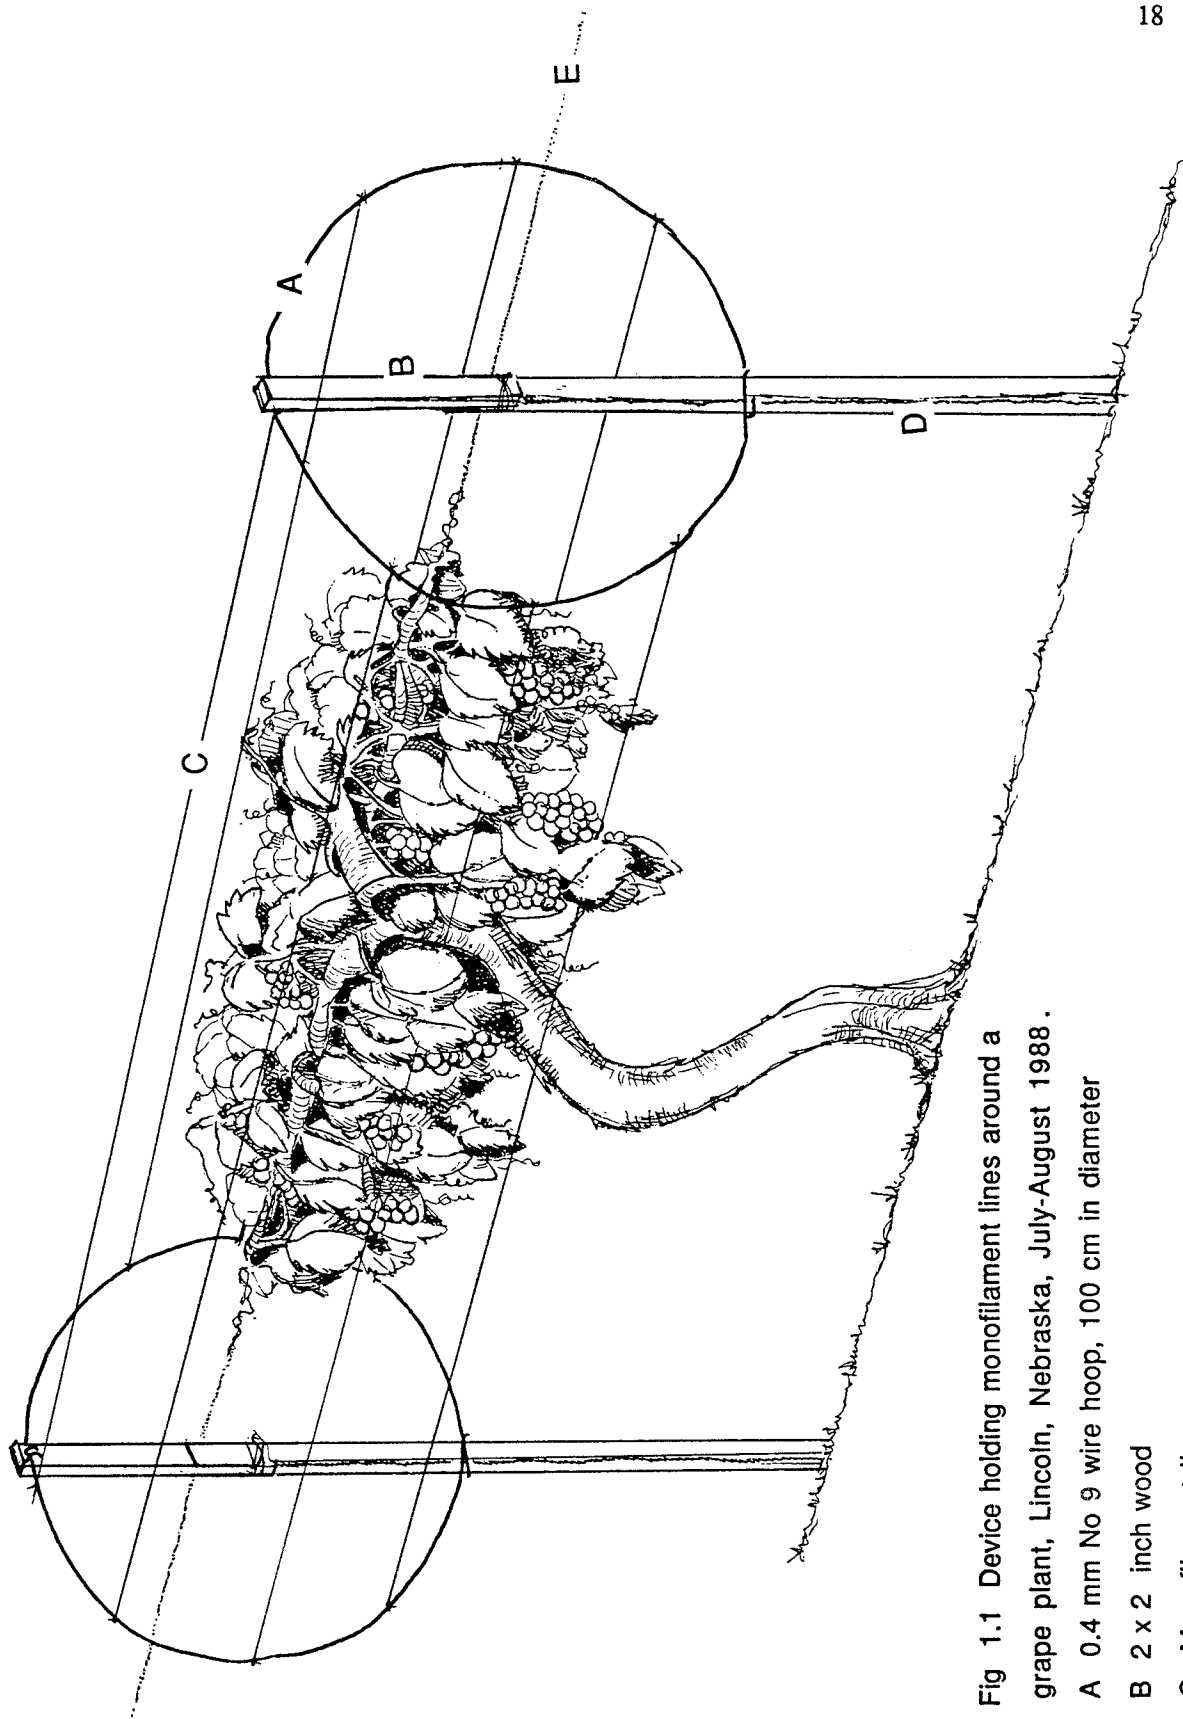 18
E
A
B
C
D
Fig 1.1 Device holding monofilament lines around a
grape plant, Lincoln, Nebraska, July-August 1988.
A 0.4 mm No 9 wire hoop, 100 cm in diameter
B 2 x 2 inch wood